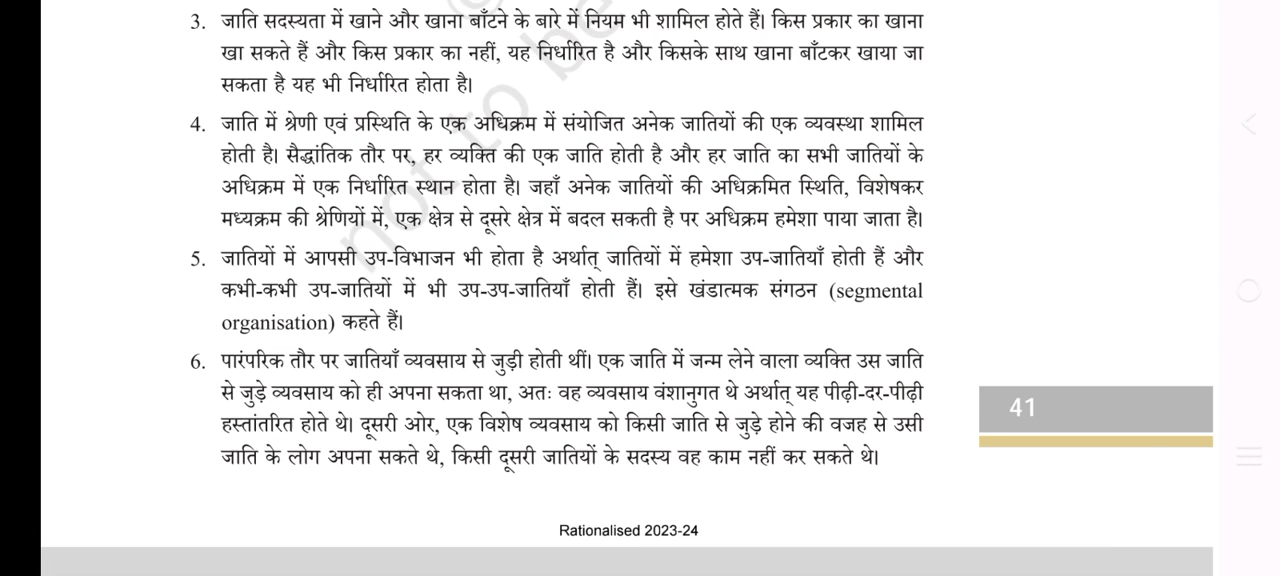 3. जाति सदस्यता में खाने और खाना बाँटने के बारे में नियम भी शामिल होते हैं। किस प्रकार का खाना
खा सकते हैं और किस प्रकार का नहीं, यह निर्धारित है और किसके साथ खाना बाँटकर खाया जा
सकता है यह भी निर्धारित होता है।
4. जाति में श्रेणी एवं प्रस्थिति के एक अधिक्रम में संयोजित अनेक जातियों की एक व्यवस्था शामिल
होती है। सैद्धांतिक तौर पर, हर व्यक्ति की एक जाति होती है और हर जाति का सभी जातियों के
अधिक्रम में एक निर्धारित स्थान होता है। जहाँ अनेक जातियों की अधिक्रमित स्थिति, विशेषकर
मध्यक्रम की श्रेणियों में, एक क्षेत्र से दूसरे क्षेत्र में बदल सकती है पर अधिक्रम हमेशा पाया जाता है।
5. जातियों में आपसी उप-विभाजन भी होता है अर्थात् जातियों में हमेशा उप-जातियाँ होती हैं और
कभी-कभी उप-जातियों में भी उप-उप-जातियाँ होती हैं। इसे खंडात्मक संगठन (segmental
organisation) कहते हैं।
6. पारंपरिक तौर पर जातियाँ व्यवसाय से जुड़ी होती थीं। एक जाति में जन्म लेने वाला व्यक्ति उस जाति
से जुड़े व्यवसाय को ही अपना सकता था, अतः वह व्यवसाय वंशानुगत थे अर्थात् यह पीढ़ी-दर-पीढ़ी
हस्तांतरित होते थे। दूसरी ओर, एक विशेष व्यवसाय को किसी जाति से जुड़े होने की वजह से उसी
जाति के लोग अपना सकते थे, किसी दूसरी जातियों के सदस्य वह काम नहीं कर सकते थे।
41
Rationalised 2023-24
not to be